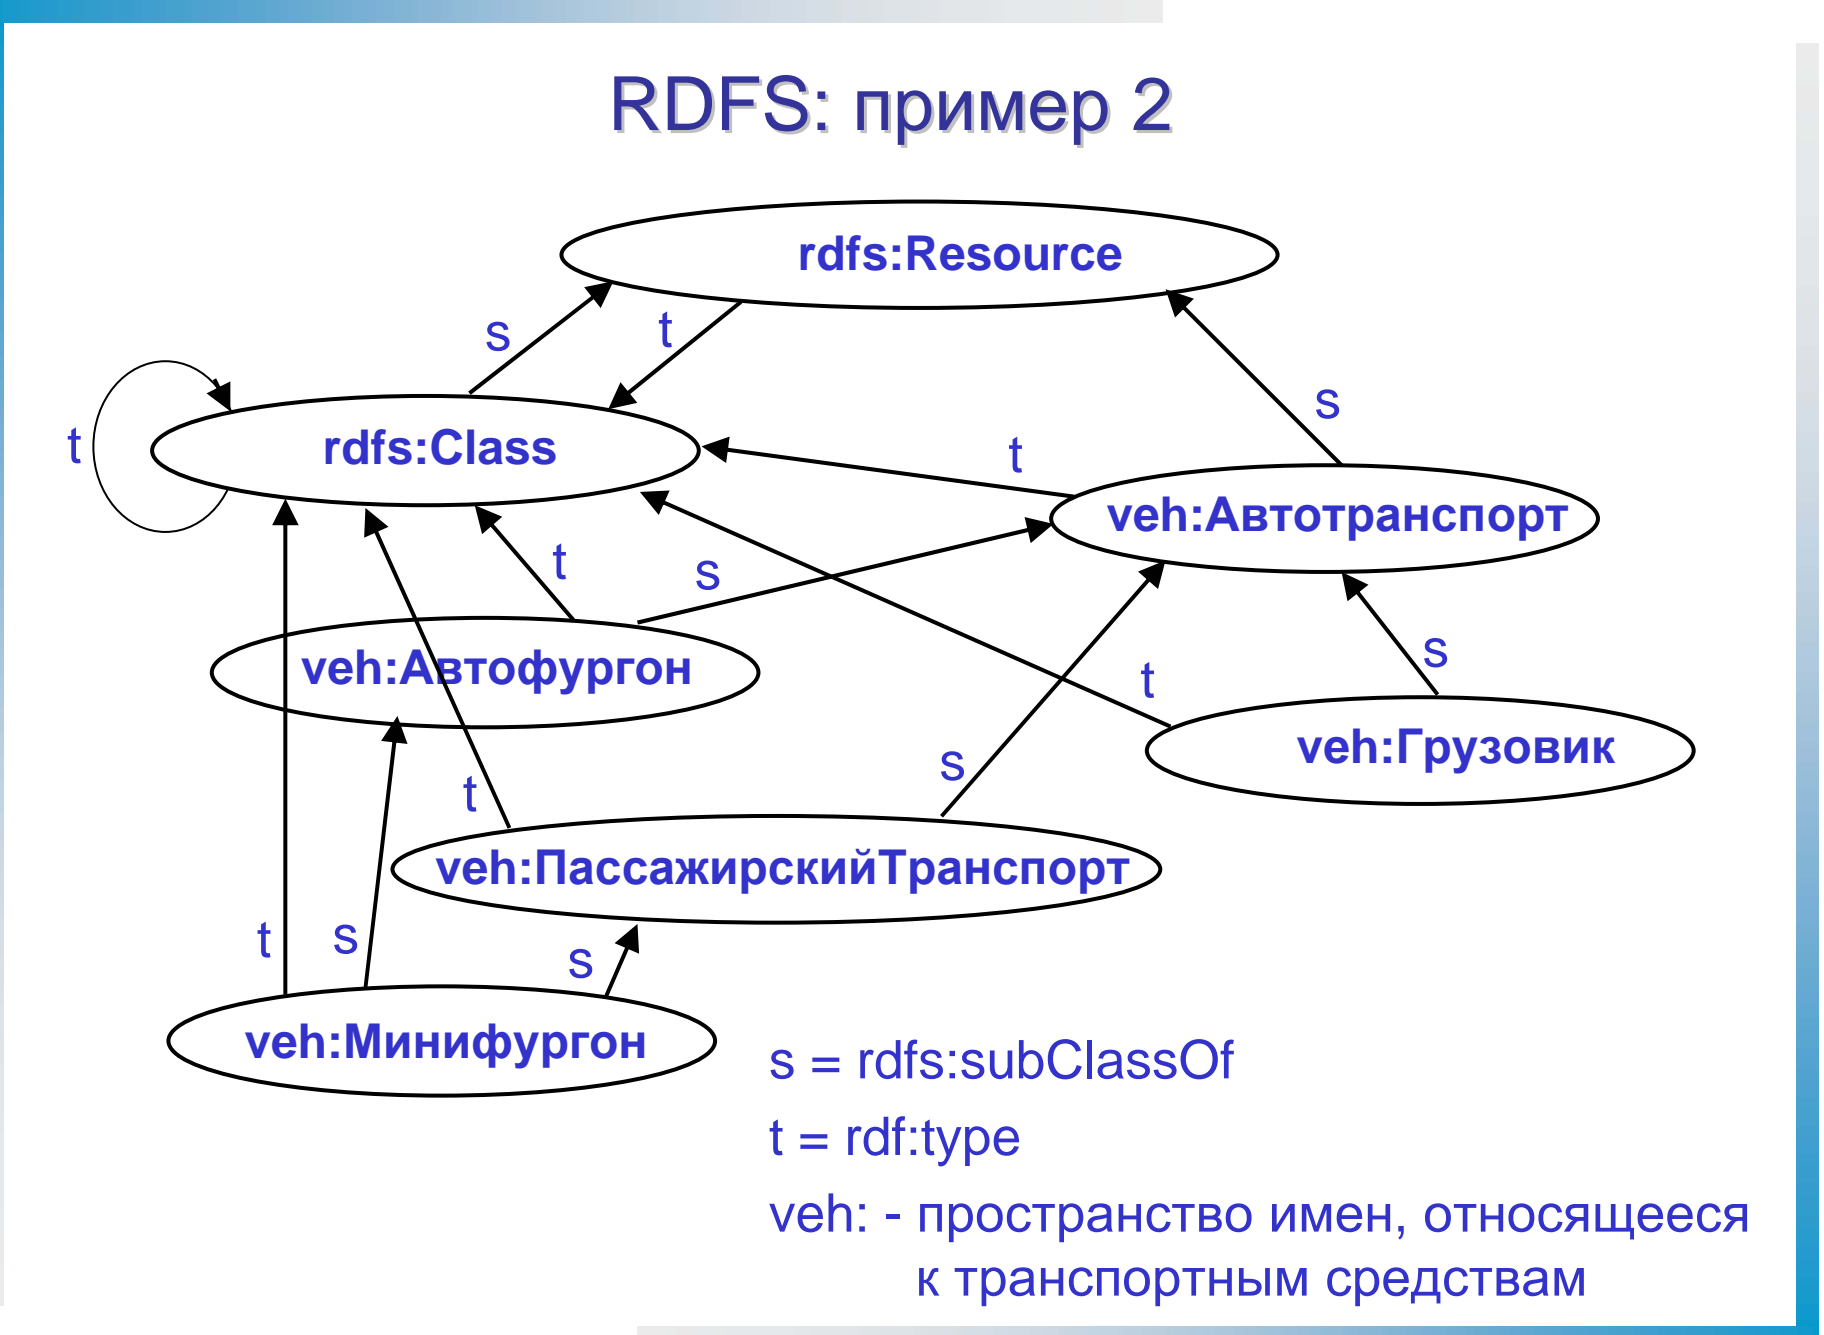 RDFS: пример 2
rdfs:Resource
s
t
s
t
rdfs:Class
t
veh:Автотранспорт
t
s
veh:Автофургон
s
t
veh:Грузовик
s
t
veh:ПассажирскийТранспорт
t
s
s
veh:Минифургон
s = rdfs:subClassOf
t = rdf:type
veh: - пространство имен, относящееся
к транспортным средствам